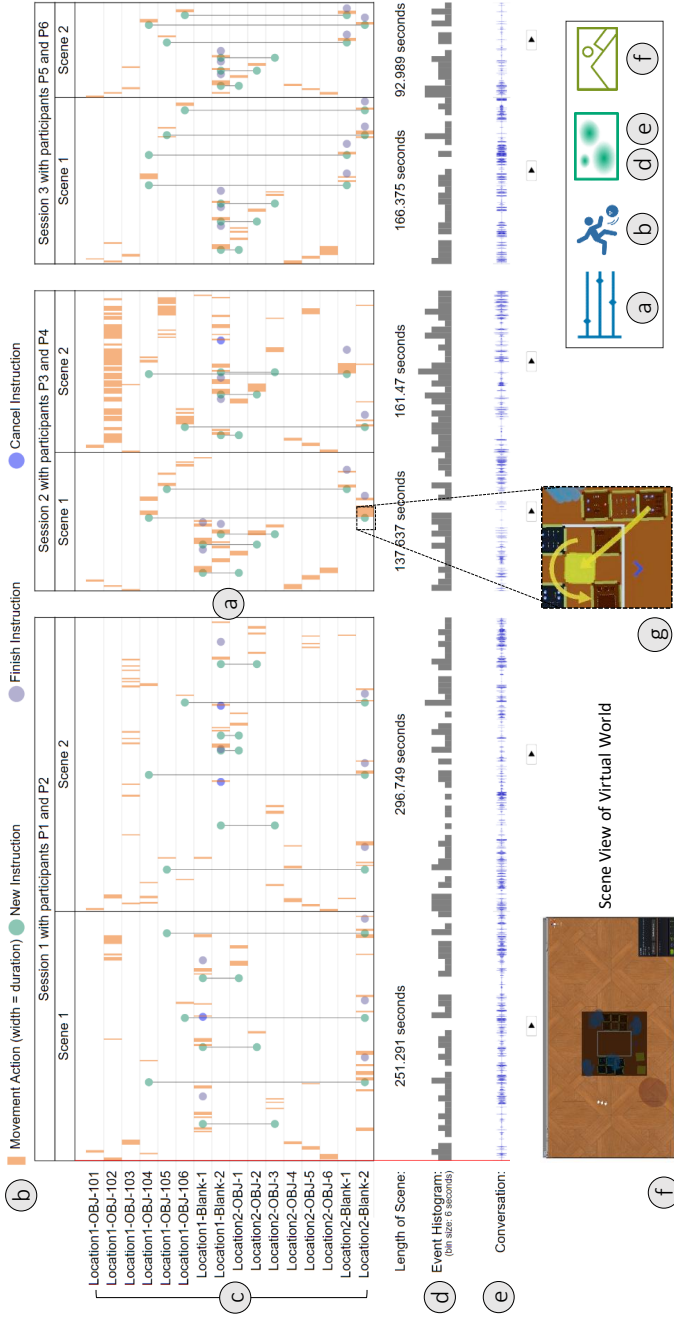 b
Movement Action (width = duration)
New Instruction
Finish Instruction
Cancel Instruction
Session 1 with participants P1 and P2
Session 2 with participants P3 and P4
Session 3 with participants P5 and P6
Scene 1
Scene 2
Scene 1
Scene 2
Scene 1
Scene 2
c
Location1-OBJ-101
Location1-OBJ-102
Location1-OBJ-103
Location1-OBJ-104
Location1-OBJ-105
Location1-OBJ-106
Location1-Blank-1
Location1-Blank-2
Location2-OBJ-1
Location2-OBJ-2
Location2-OBJ-3
Location2-OBJ-4
Location2-OBJ-5
Location2-OBJ-6
Location2-Blank-1
Location2-Blank-2
a
Length of Scene:
251.291 seconds
296.749 seconds
137.637 seconds
161.47 seconds
166.375 seconds
92.989 seconds
d
Event Histogram:
(bin size: 6 seconds)
e
Conversation:
f
Scene View of Virtual World
g
a
b
d
e
f